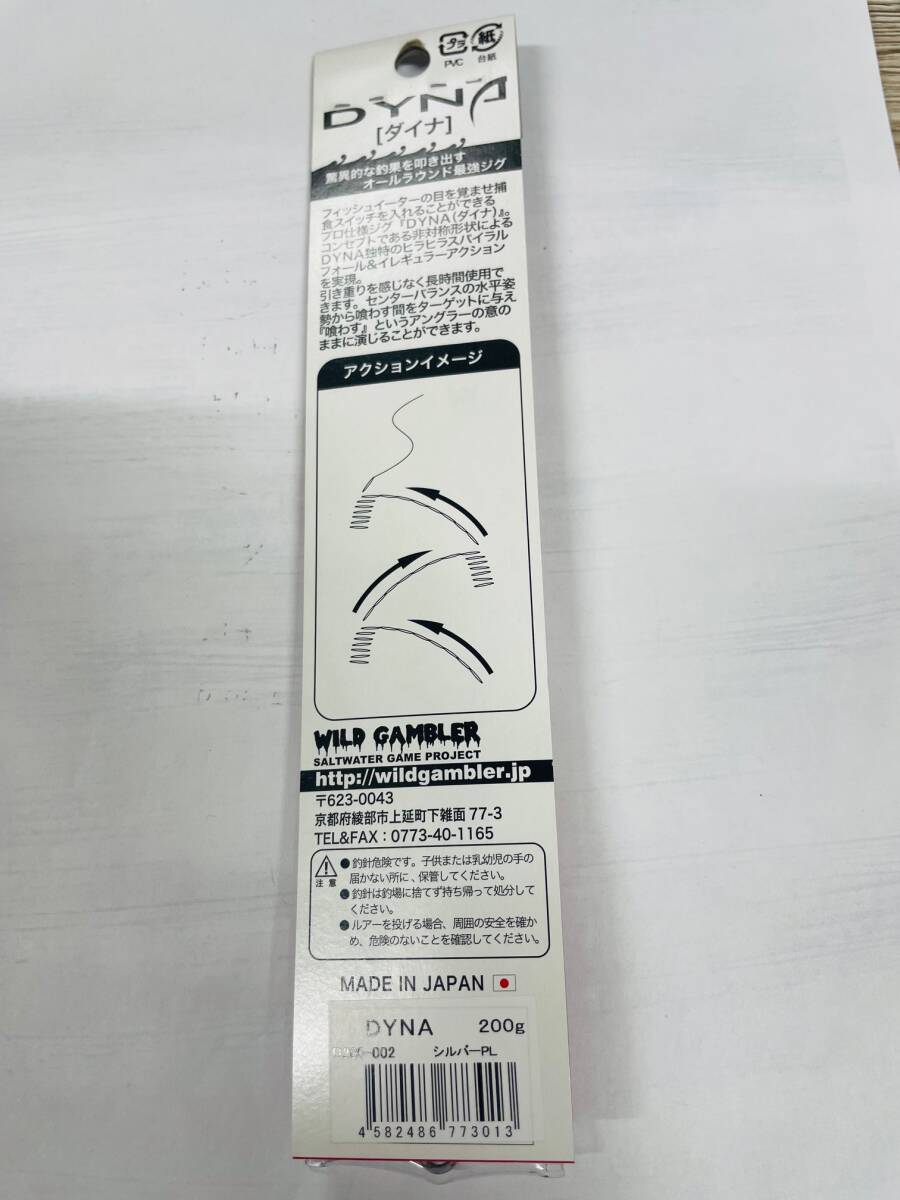 プラ 紙
PVC 台紙
DYNA
[ダイナ]
驚異的な釣果を叩き出す
オールラウンド最強ジグ
フィッシュイーターの目を覚ませ捕
食スイッチを入れることができる
プロ仕様ジグ『DYNA(ダイナ)』。
コンセプトである非対称形状による
DYNA独特のヒラヒラスパイラル
フォール&イレギュラーアクション
を実現。
引き重りを感じなく長時間使用で
きます。センターバランスの水平姿
勢から喰わす間をターゲットに与え
『喰わす』というアングラーの意の
ままに演じることができます。
アクションイメージ
WILD GAMBLER
SALTWATER GAME PROJECT
http://wildgambler.jp
〒623-0043
京都府綾部市上延町下雑面 77-3
TEL&FAX：0773-40-1165
注意
●釣針危険です。子供または乳幼児の手の
届かない所に、保管してください。
●釣針は釣場に捨てず持ち帰って処分して
ください。
●ルアーを投げる場合、周囲の安全を確か
め、危険のないことを確認してください。
MADE IN JAPAN
DYNA 200g
-002 シルバーPL
4 582486 773013